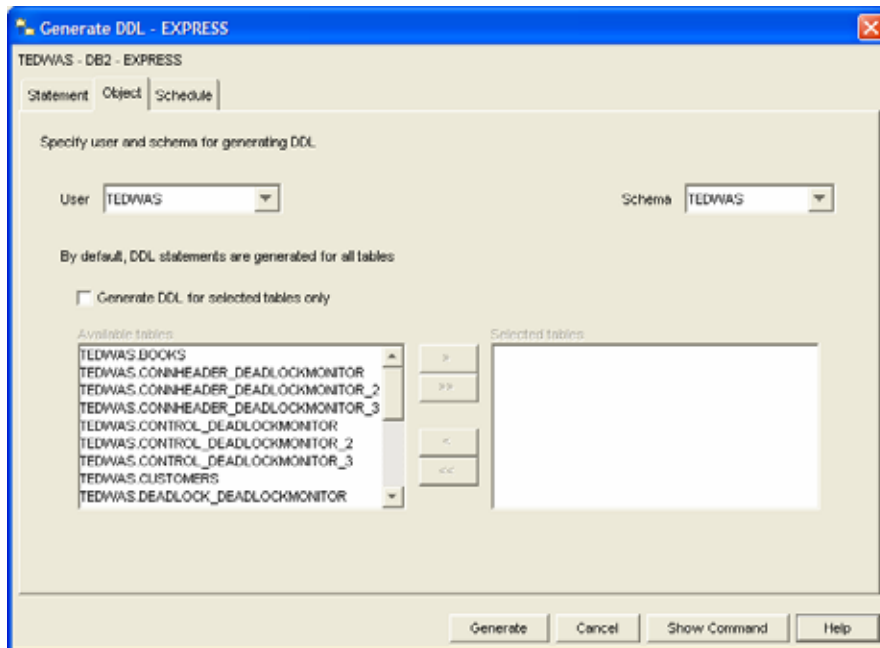 Generate DDL - EXPRESS
TEDWAS - DB2 - EXPRESS
Statement Object Schedule
Specify user and schema for generating DDL
User TEDWAS Schema TEDWAS
By default, DDL statements are generated for all tables
Generate DDL for selected tables only
Available tables Selected tables
TEDWAS.BOOKS
TEDWAS.CONNHEADER_DEADLOCKMONITOR >
TEDWAS.CONNHEADER_DEADLOCKMONITOR_2 >>
TEDWAS.CONNHEADER_DEADLOCKMONITOR_3
TEDWAS.CONTROL_DEADLOCKMONITOR
TEDWAS.CONTROL_DEADLOCKMONITOR_2 <
TEDWAS.CONTROL_DEADLOCKMONITOR_3 <<
TEDWAS.CUSTOMERS
TEDWAS.DEADLOCK_DEADLOCKMONITOR
Generate Cancel Show Command Help